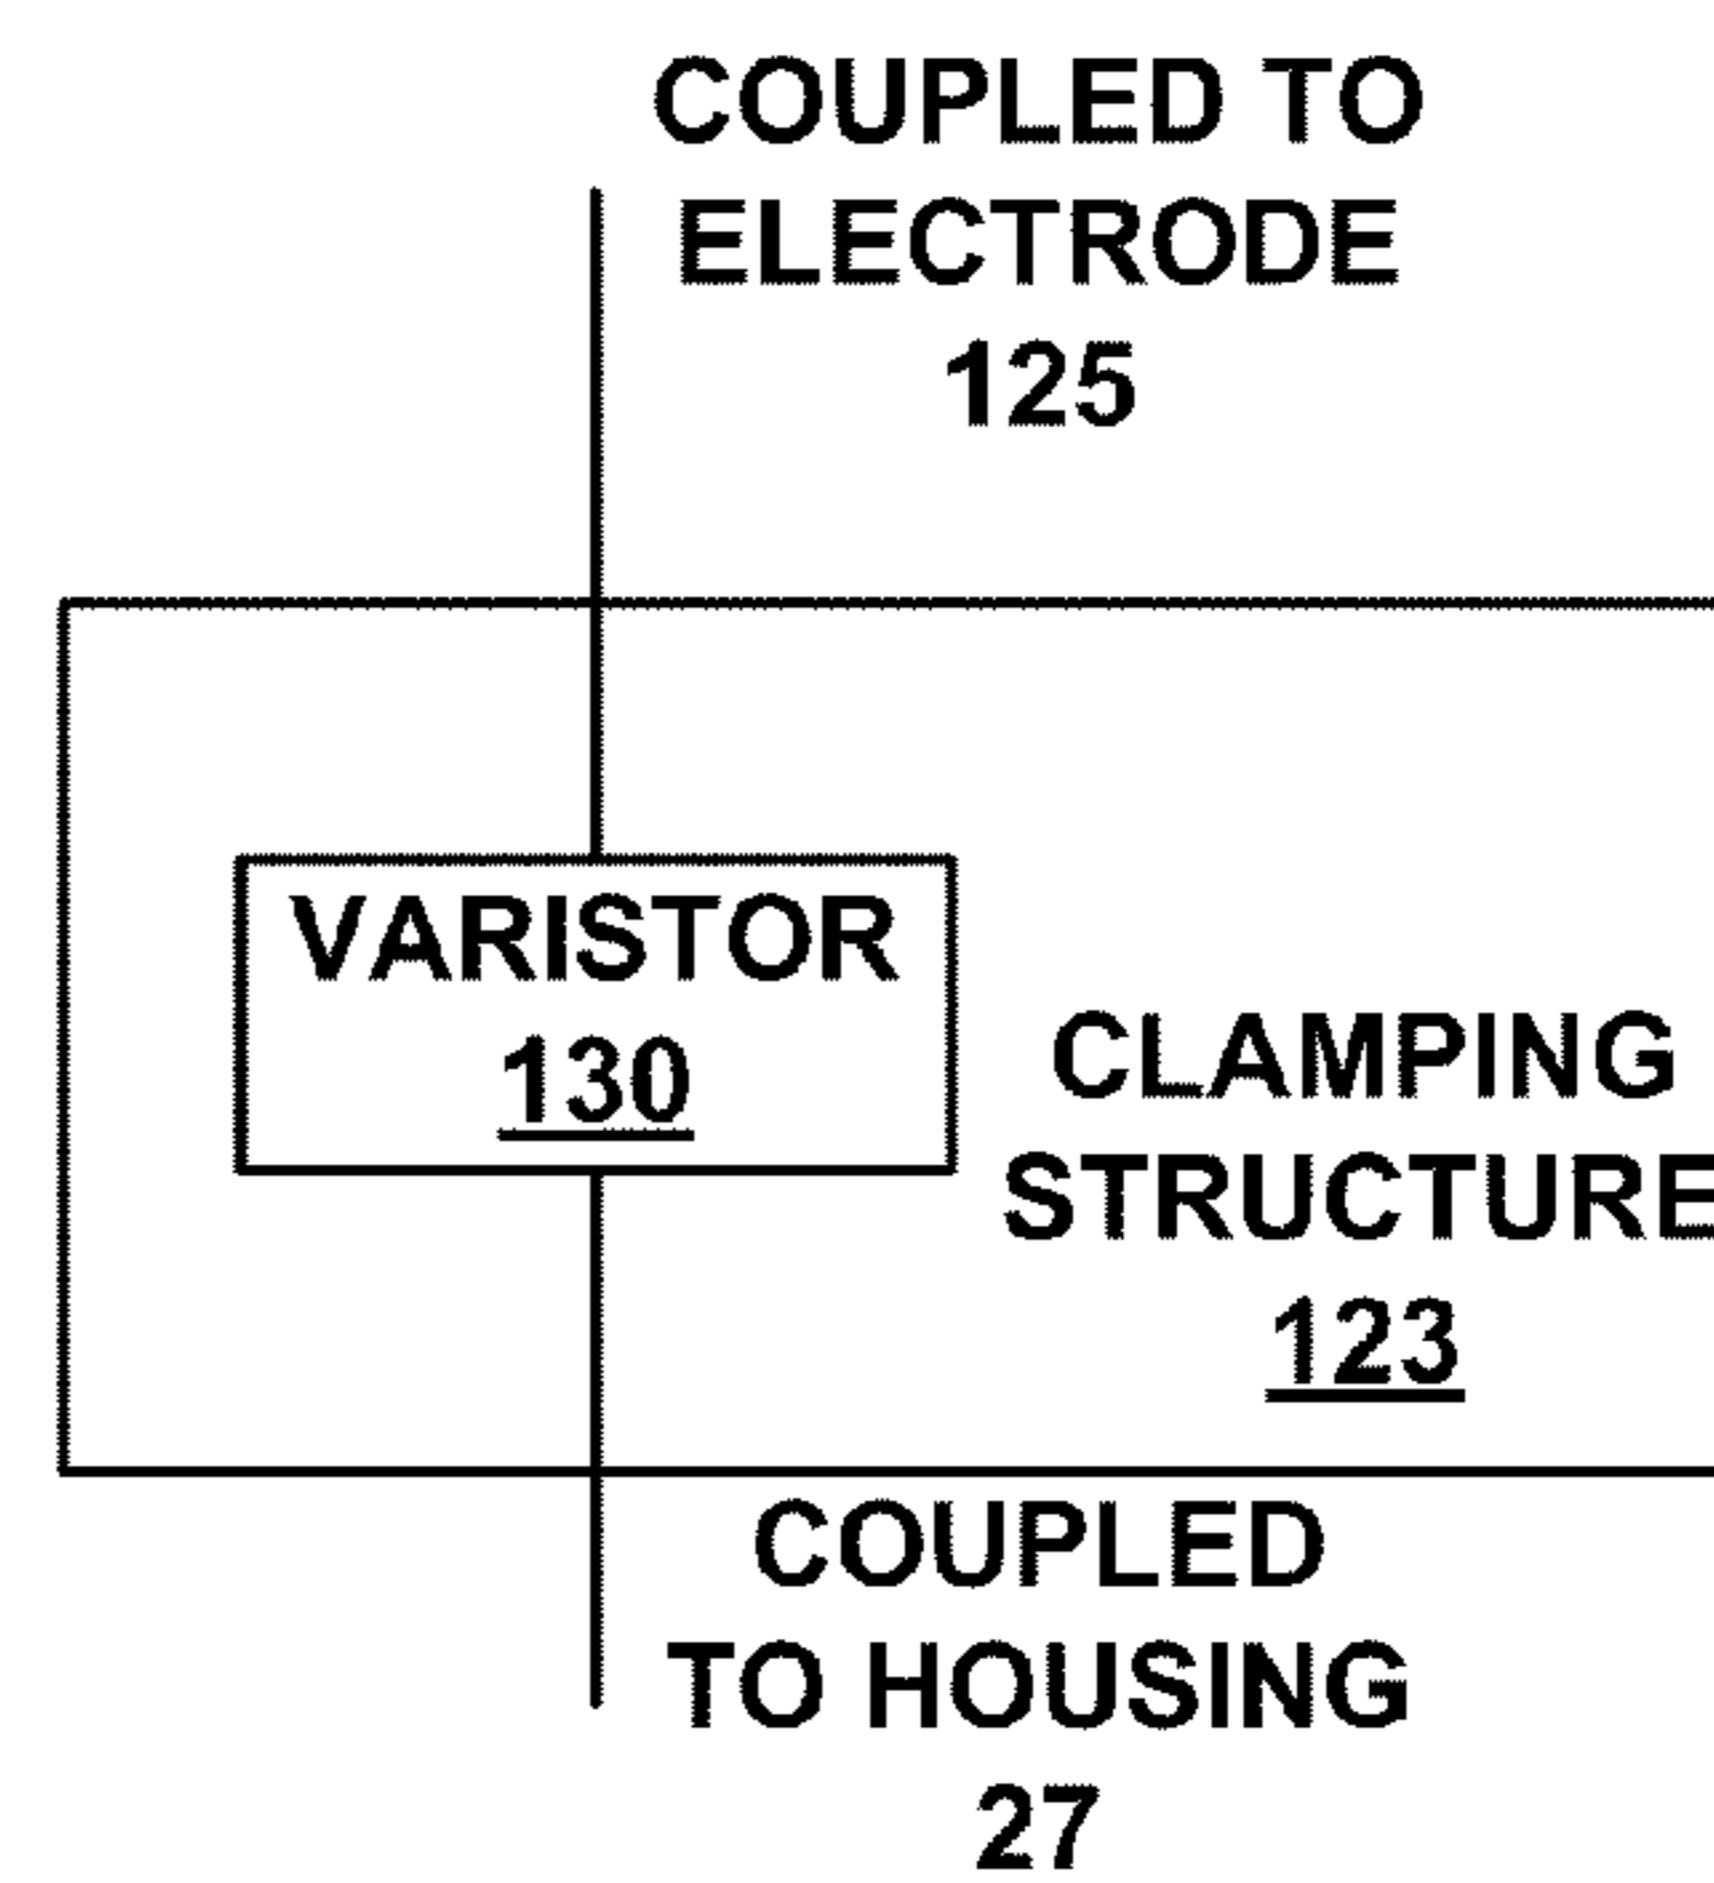 COUPLED TO
ELECTRODE
125
VARISTOR
130
CLAMPING
STRUCTURE
123
COUPLED
TO HOUSING
27